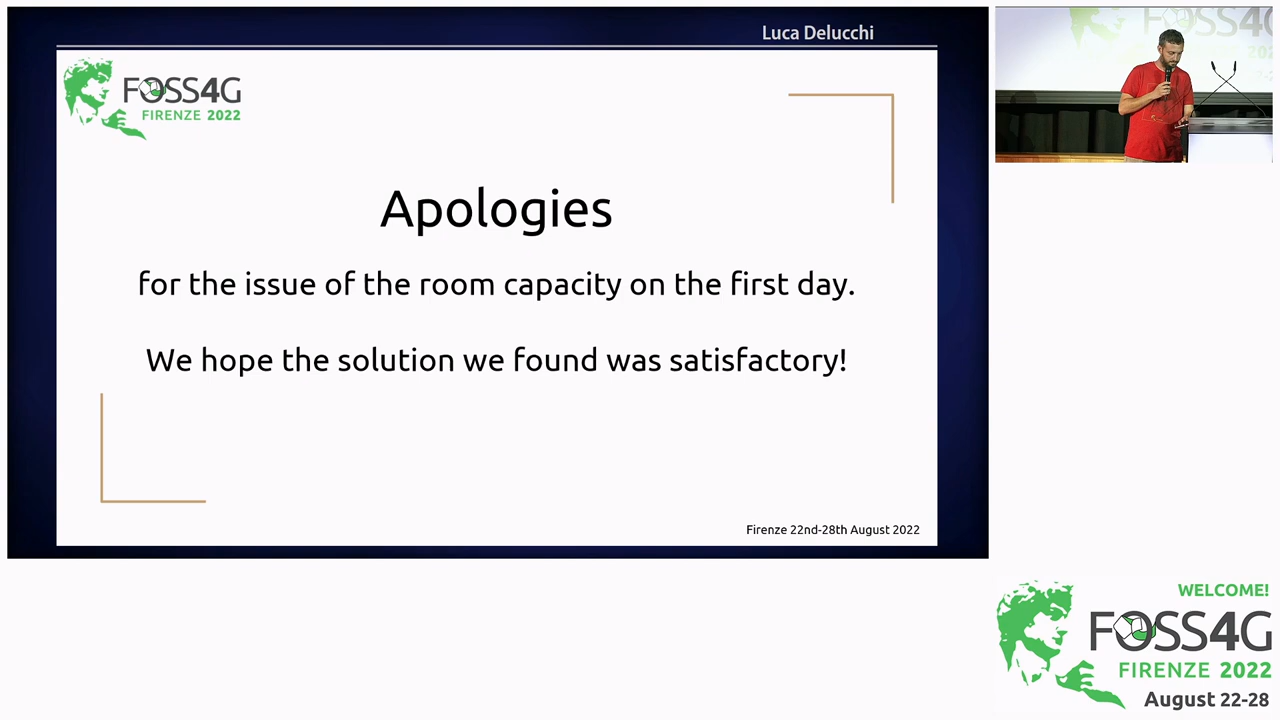 Luca Delucchi
FOSS4G
FIRENZE 2022
Apologies
for the issue of the room capacity on the first day.
We hope the solution we found was satisfactory!
Firenze 22nd-28th August 2022
FOSS4G
WELCOME!
FOSS4G
FIRENZE 2022
August 22-28